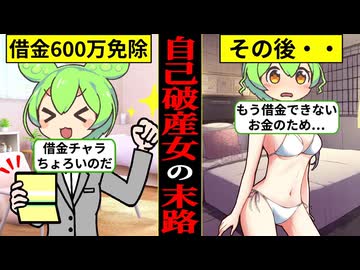 借金600万免除
借金チャラ
ちょろいのだ
自己破産女の末路
その後・・
もう借金できない
お金のため...